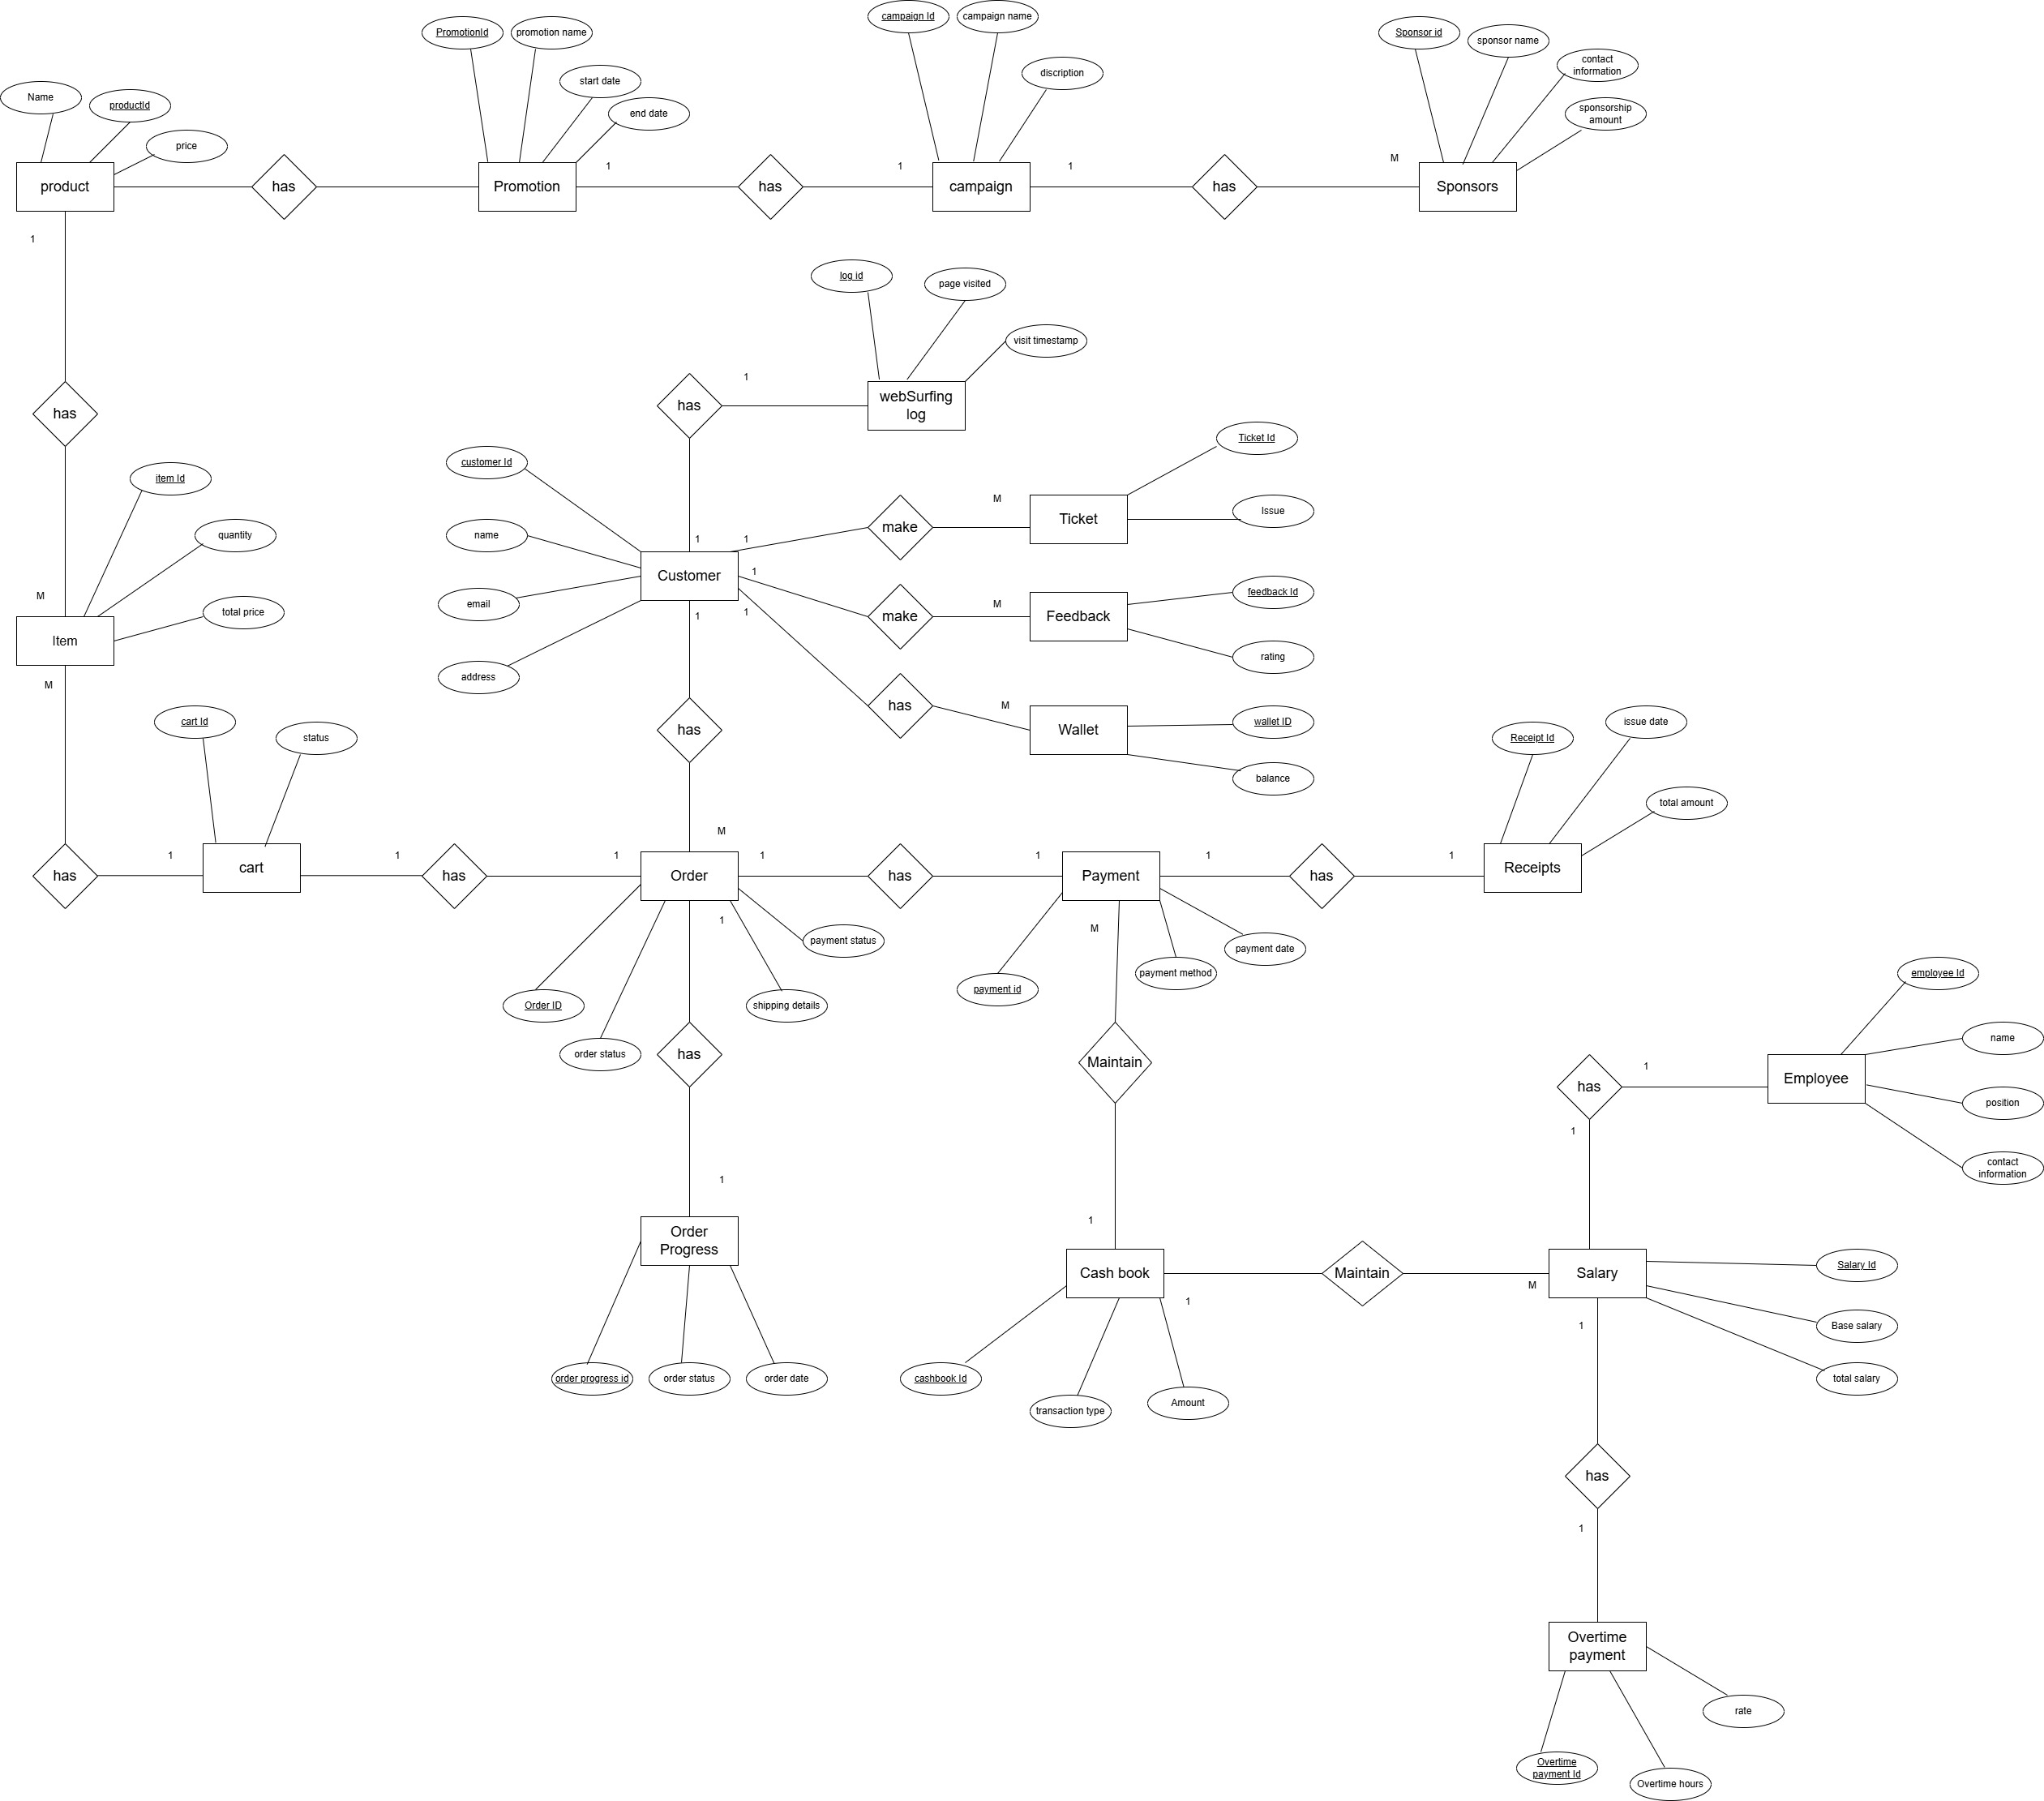 campaign Id
campaign name
PromotionId
promotion name
Sponsor id
sponsor name
contact
information
discription
start date
Name
productId
end date
sponsorship
amount
price
1
1
1
M
product
has
Promotion
has
campaign
has
Sponsors
1
log id
page visited
visit timestamp
1
has
webSurfing
log
has
Ticket Id
customer Id
item Id
M
Issue
Ticket
make
name
quantity
1
1
Customer
1
feedback Id
M
email
M
1
1
make
Feedback
total price
Item
rating
address
M
has
M
wallet ID
issue date
cart Id
status
has
Wallet
Receipt Id
balance
total amount
M
1
1
1
1
1
1
1
has
cart
has
Order
has
Payment
has
Receipts
1
M
payment status
payment date
payment method
employee Id
payment id
Order ID
shipping details
name
order status
has
Maintain
1
has
Employee
position
1
contact
information
1
1
Order
Progress
Cash book
Maintain
Salary
Salary Id
M
1
1
Base salary
order progress id
order status
order date
cashbook Id
total salary
transaction type
Amount
has
1
Overtime
payment
rate
Overtime
payment Id
Overtime hours